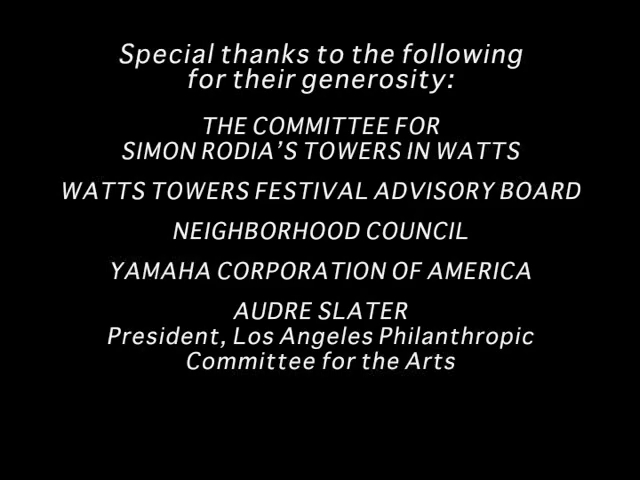 Special thanks to the following
for their generosity:
THE COMMITTEE FOR
SIMON RODIA'S TOWERS IN WATTS
WATTS TOWERS FESTIVAL ADVISORY BOARD
NEIGHBORHOOD COUNCIL
YAMAHA CORPORATION OF AMERICA
AUDRE SLATER
President, Los Angeles Philanthropic
Committee for the Arts